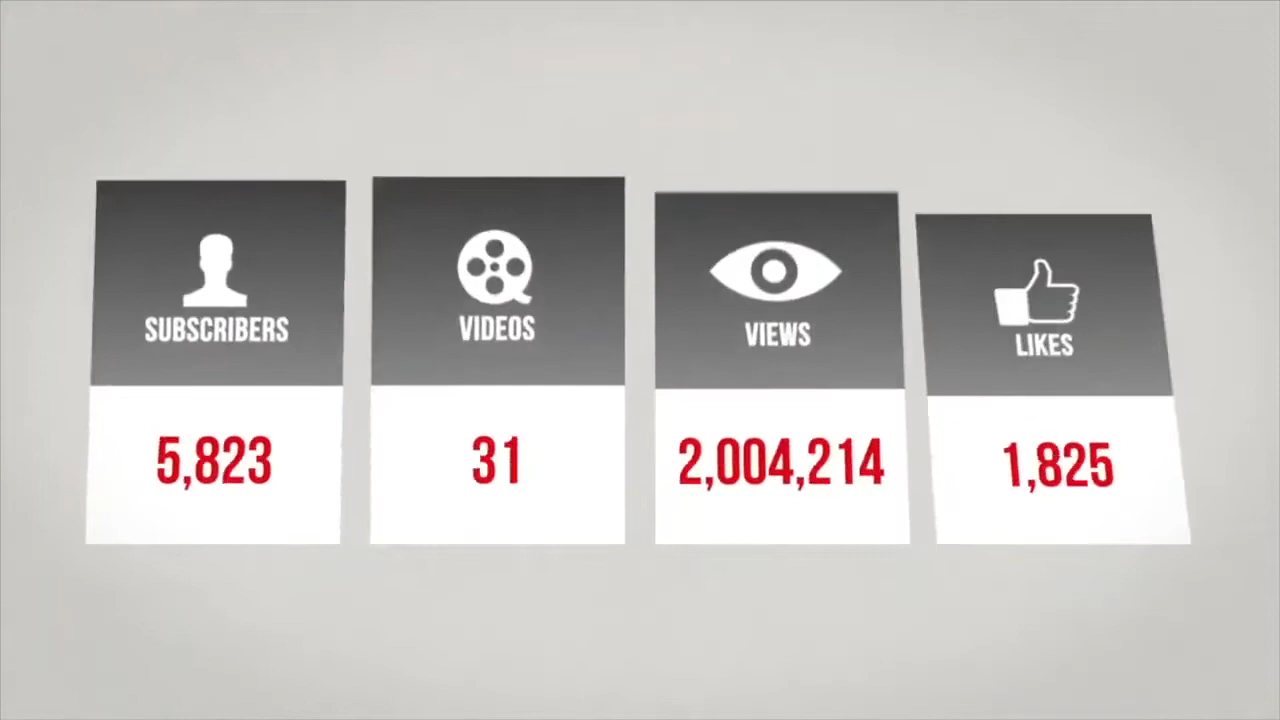 SUBSCRIBERS
5,823
VIDEOS
31
VIEWS
2,004,214
LIKES
1,825